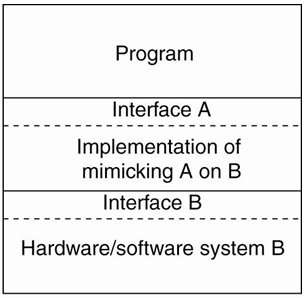 Program
Interface A
Implementation of
mimicking A on B
Interface B
Hardware/software system B